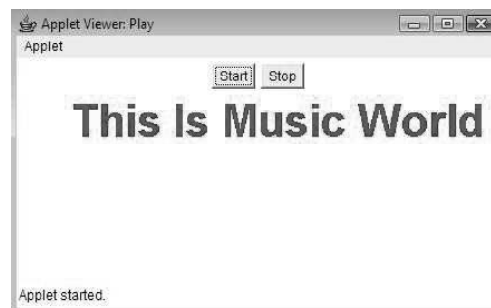 Applet Viewer: Play
Applet
Start Stop
This Is Music World
Applet started.